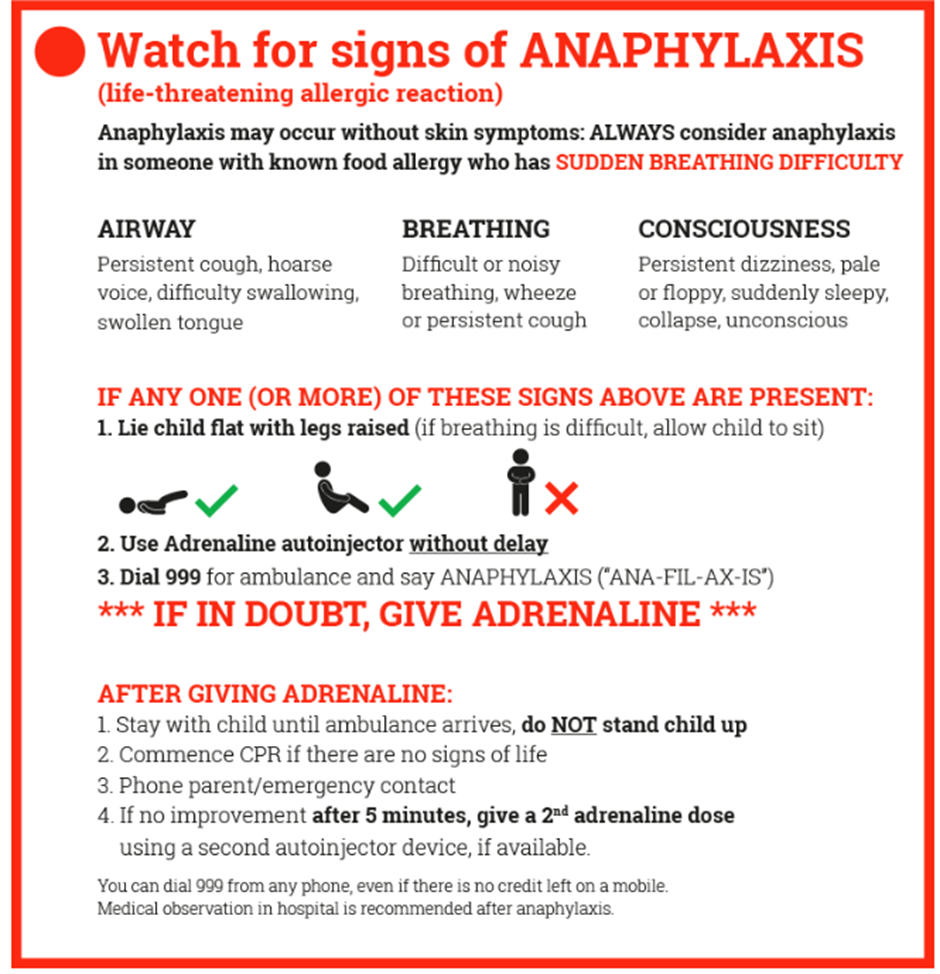 Watch for signs of ANAPHYLAXIS
(life-threatening allergic reaction)
Anaphylaxis may occur without skin symptoms: ALWAYS consider anaphylaxis
in someone with known food allergy who has SUDDEN BREATHING DIFFICULTY
AIRWAY
Persistent cough, hoarse
voice, difficulty swallowing,
swollen tongue
BREATHING
Difficult or noisy
breathing, wheeze
or persistent cough
CONSCIOUSNESS
Persistent dizziness, pale
or floppy, suddenly sleepy,
collapse, unconscious
IF ANY ONE (OR MORE) OF THESE SIGNS ABOVE ARE PRESENT:
1. Lie child flat with legs raised (if breathing is difficult, allow child to sit)
2. Use Adrenaline autoinjector without delay
3. Dial 999 for ambulance and say ANAPHYLAXIS (“ANA-FIL-AX-IS”)
*** IF IN DOUBT, GIVE ADRENALINE ***
AFTER GIVING ADRENALINE:
1. Stay with child until ambulance arrives, do NOT stand child up
2. Commence CPR if there are no signs of life
3. Phone parent/emergency contact
4. If no improvement after 5 minutes, give a 2nd adrenaline dose
using a second autoinjector device, if available.
You can dial 999 from any phone, even if there is no credit left on a mobile.
Medical observation in hospital is recommended after anaphylaxis.